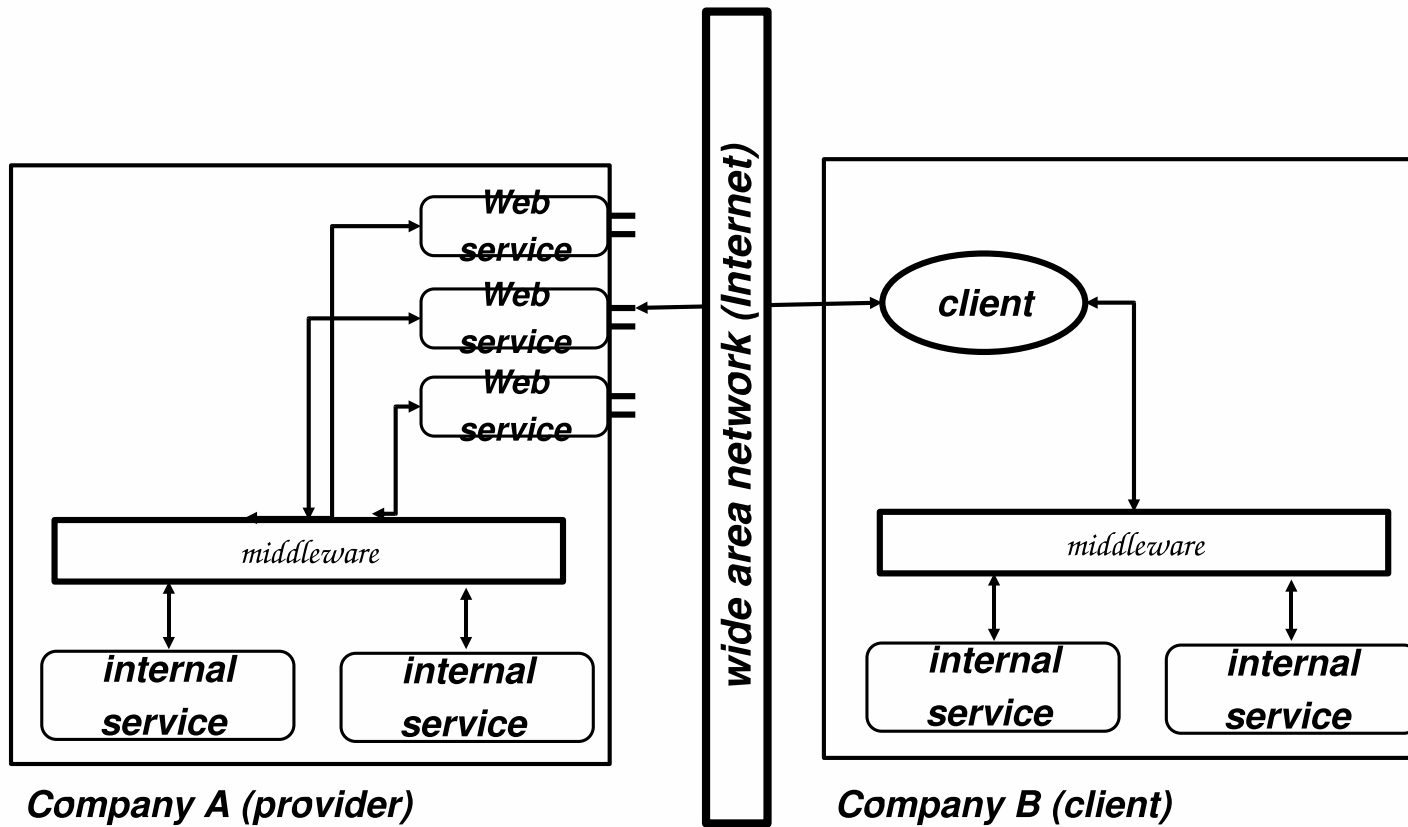 Web
service
Web
service
Web
service
middleware
internal
service
internal
service
Company A (provider)
wide area network (Internet)
client
middleware
internal
service
internal
service
Company B (client)